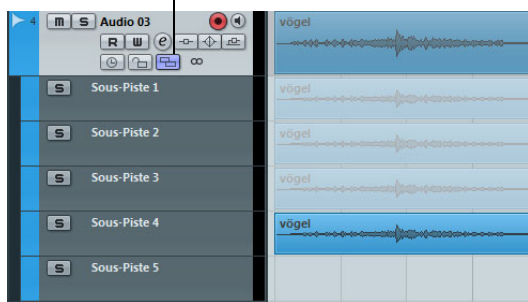 4 M S Audio 03
R W e
S Sous-Piste 1
S Sous-Piste 2
S Sous-Piste 3
S Sous-Piste 4
S Sous-Piste 5
vögel
vögel
vögel
vögel
vögel